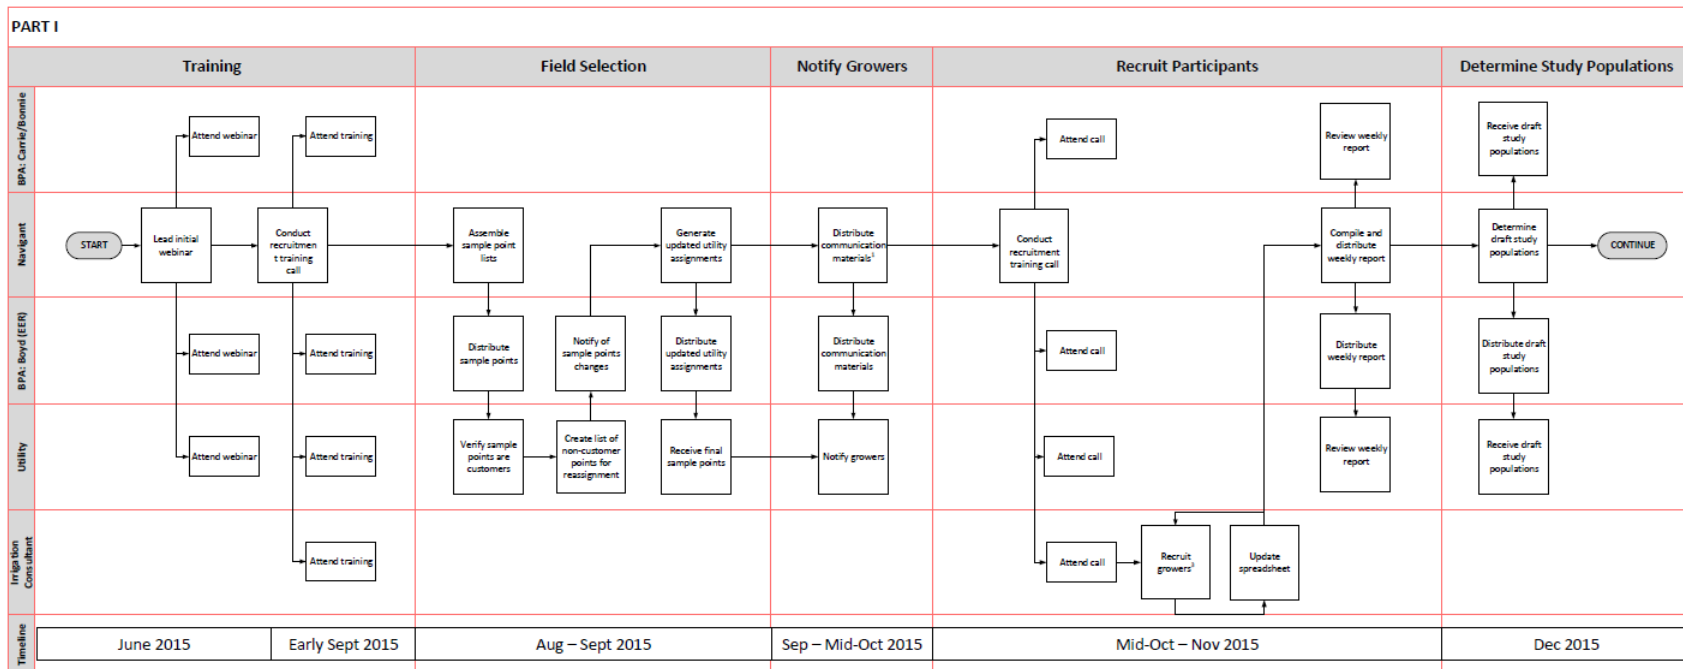 PART I
Training
Field Selection
Notify Growers
Recruit Participants
Determine Study Populations
BPA: Carrie/Bonnie
Attend webinar
Attend training
Attend call
Review weekly
report
Receive draft
study
populations
Navigant
START
Lead initial
webinar
Conduct
recruitmen
t training
call
Assemble
sample point
lists
Generate
updated utility
assignments
Distribute
communication
materials¹
Conduct
recruitment
training call
Compile and
distribute
weekly report
Determine
draft study
populations
CONTINUE
BPA: Boyd (EER)
Attend webinar
Attend training
Distribute
sample points
Notify of
sample points
changes
Distribute
updated utility
assignments
Distribute
communication
materials
Attend call
Distribute
weekly report
Distribute draft
study
populations
Utility
Attend webinar
Attend training
Verify sample
points are
customers
Create list of
non-customer
points for
reassignment
Receive final
sample points
Notify growers
Attend call
Review weekly
report
Receive draft
study
populations
Irrigation
Consultant
Attend training
Attend call
Recruit
growers²
Update
spreadsheet
Timeline
June 2015
Early Sept 2015
Aug – Sept 2015
Sep – Mid-Oct 2015
Mid-Oct – Nov 2015
Dec 2015